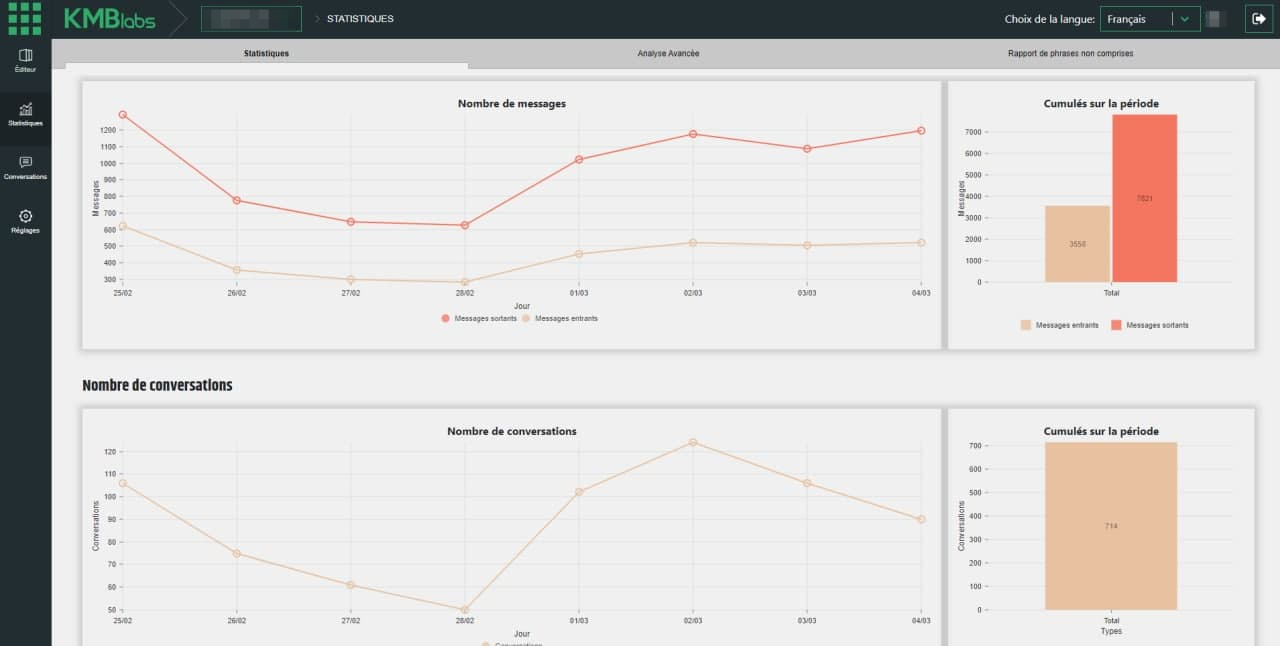 KMBlabs
STATISTIQUES
Choix de la langue:
Français
Éditeur
Statistiques
Conversations
Réglages
Statistiques
Analyse Avancée
Rapport de phrases non comprises
Nombre de messages
1200
1100
1000
900
800
700
600
500
400
300
Messages
25/02
26/02
27/02
28/02
01/03
02/03
03/03
04/03
Jour
Messages sortants
Messages entrants
Cumulés sur la période
7000
6000
5000
4000
3000
2000
1000
0
Messages
3556
7821
Total
Messages entrants
Messages sortants
Nombre de conversations
Nombre de conversations
120
110
100
90
80
70
60
50
Conversations
25/02
26/02
27/02
28/02
01/03
02/03
03/03
04/03
Jour
Conversations
Cumulés sur la période
700
600
500
400
300
200
100
0
Conversations
714
Total
Types